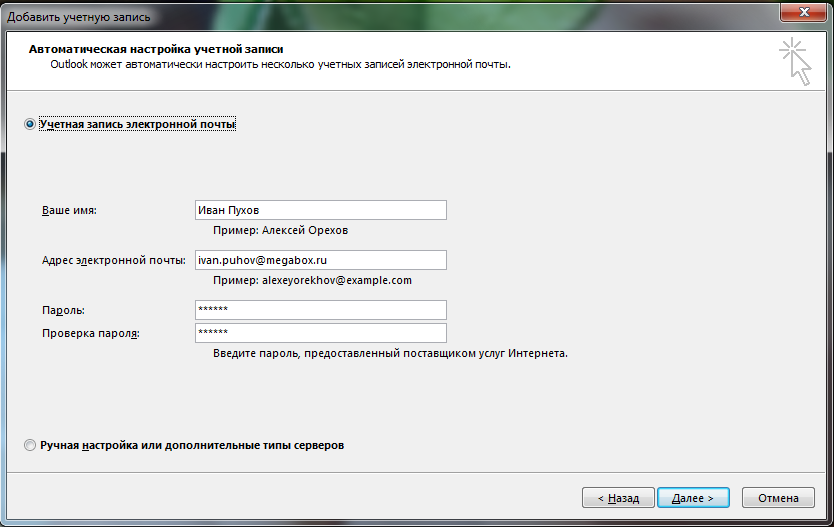 Добавить учетную запись
Автоматическая настройка учетной записи
Outlook может автоматически настроить несколько учетных записей электронной почты.
Учетная запись электронной почты
Ваше имя: Иван Пухов
Пример: Алексей Орехов
Адрес электронной почты: ivan.puhov@megabox.ru
Пример: alexeyorekhov@example.com
Пароль: ******
Проверка пароля: ******
Введите пароль, предоставленный поставщиком услуг Интернета.
Ручная настройка или дополнительные типы серверов
< Назад Далее > Отмена